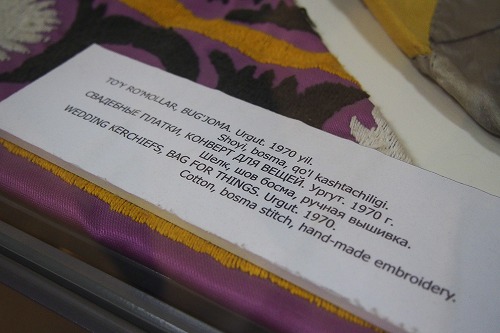 TO'Y RO'MOLLAR, BUG'JOMA. Urgut. 1970 yil.
Shoyi, bosma, qo'l kashtachiligi.
СВАДЕБНЫЕ ПЛАТКИ, КОНВЕРТ ДЛЯ ВЕЩЕЙ. Ургут. 1970 г.
Шелк, шов босма, ручная вышивка.
WEDDING KERCHIEFS, BAG FOR THINGS. Urgut. 1970.
Cotton, bosma stitch, hand-made embroidery.